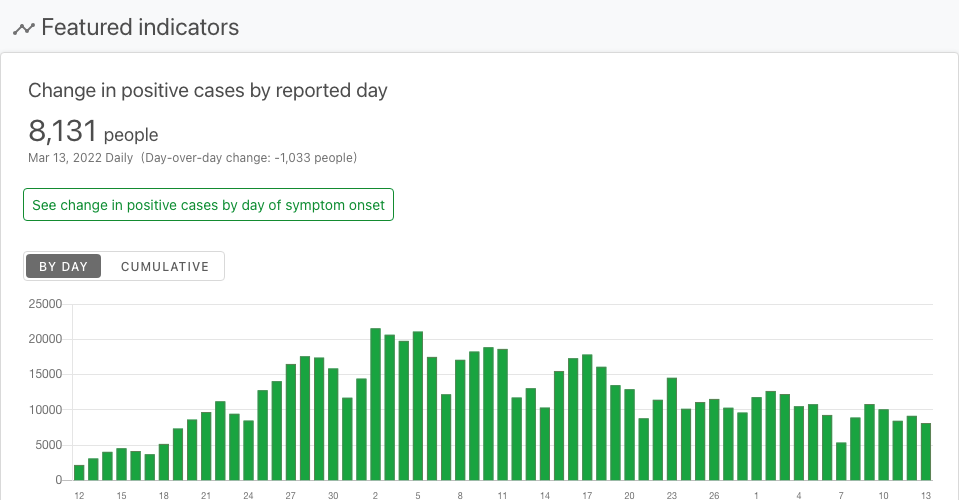 Featured indicators
Change in positive cases by reported day
8,131 people
Mar 13, 2022 Daily (Day-over-day change: -1,033 people)
See change in positive cases by day of symptom onset
BY DAY CUMULATIVE
25000
20000
15000
10000
5000
0
12 15 18 21 24 27 30 2 5 8 11 14 17 20 23 26 1 4 7 10 13